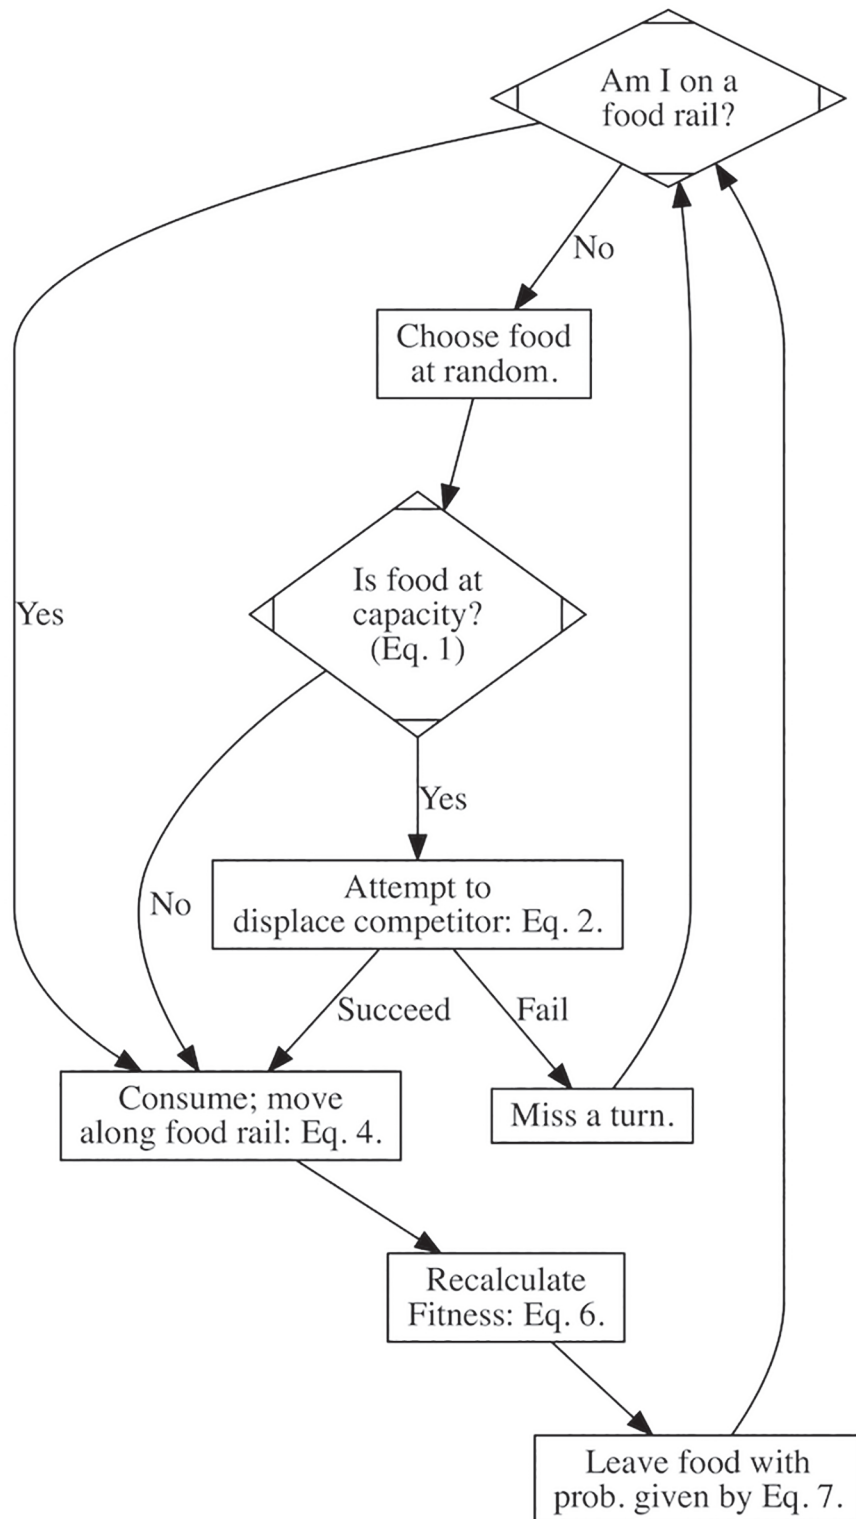 Am I on a
food rail?
No
Choose food
at random.
Is food at
capacity?
(Eq. 1)
Yes
Yes
No
Attempt to
displace competitor: Eq. 2.
Succeed
Fail
Consume; move
along food rail: Eq. 4.
Miss a turn.
Recalculate
Fitness: Eq. 6.
Leave food with
prob. given by Eq. 7.